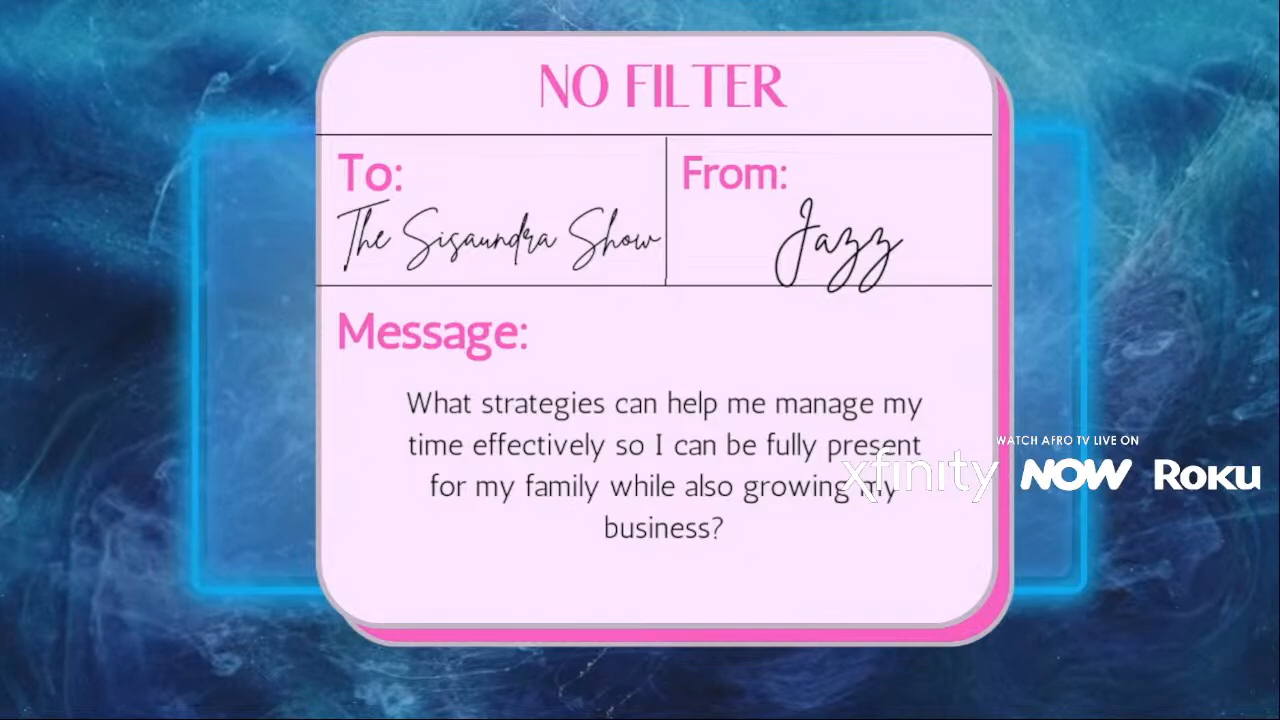 NO FILTER
To:
The Sisaundra Show
From:
Jazz
Message:
What strategies can help me manage my
time effectively so I can be fully present
for my family while also growing my
business?
WATCH AFRO TV LIVE ON
xfinity NOW ROKU